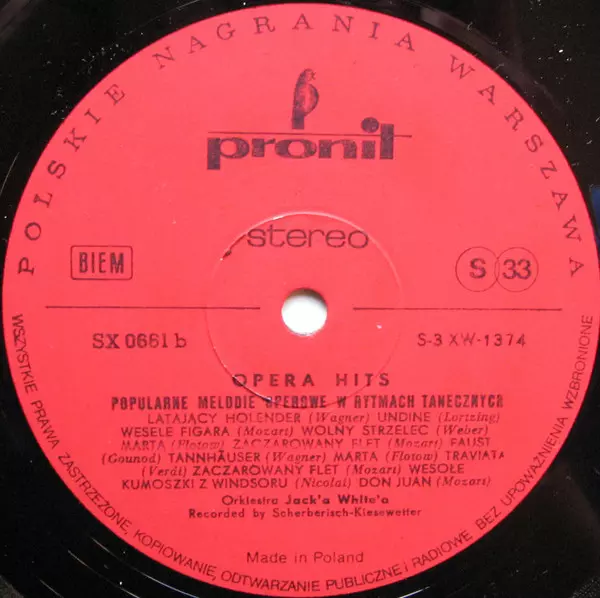 POLSKIE NAGRANIA WARSZAWA
pronit
stereo
BIEM
S 33
SX 0661 b
S-3 XW-1374
OPERA HITS
POPULARNE MELODIE OPEROWE W RYTMACH TANECZNYCH
LATAJĄCY HOLENDER (Wagner) UNDINE (Lortzing)
WESELE FIGARA (Mozart) WOLNY STRZELEC (Weber)
MARTA (Flotow) ZACZAROWANY FLET (Mozart) FAUST
(Gounod) TANNHÄUSER (Wagner) MARTA (Flotow) TRAVIATA
(Verdi) ZACZAROWANY FLET (Mozart) WESOŁE
KUMOSZKI Z WINDSORU (Nicolai) DON JUAN (Mozart)
Orkiestra Jack'a White'a
Recorded by Scherberisch-Kiesewetter
Made in Poland
WSZYSTKIE PRAWA ZASTRZEŻONE, KOPIOWANIE, ODTWARZANIE PUBLICZNE I RADIOWE BEZ UPOWAŻNIENIA WZBRONIONE